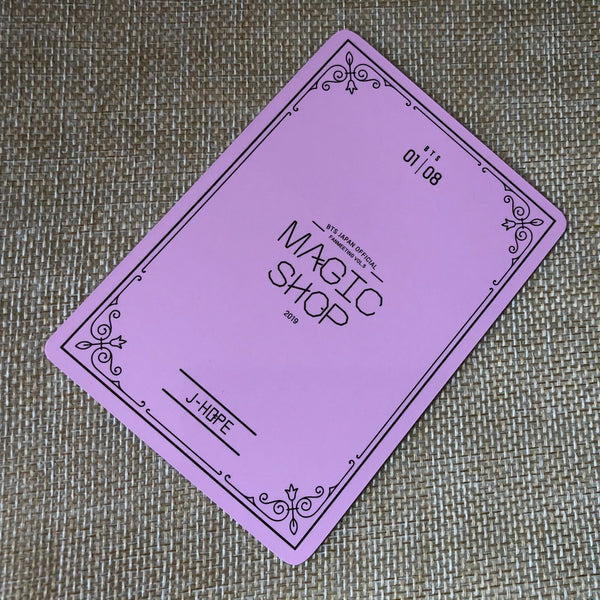 BTS
01/08
BTS JAPAN OFFICIAL
FANMEETING VOL.5
MAGIC
SHOP
2019
J-HOPE